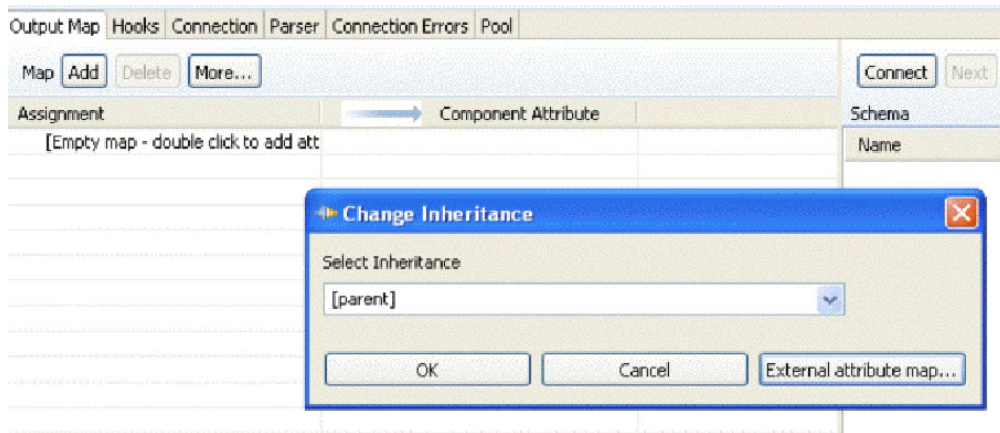 Output Map Hooks Connection Parser Connection Errors Pool
Map Add Delete More... Connect Next
Assignment Component Attribute Schema
[Empty map - double click to add att Name
Change Inheritance
Select Inheritance
[parent]
OK Cancel External attribute map...